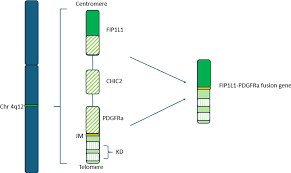 Centromere
FIP1L1
CHIC2
FIP1L1-PDGFRa fusion gene
Chr 4q12
PDGFRa
JM
KD
Telomere